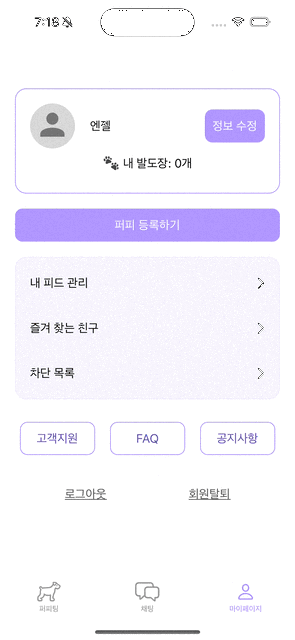 7:18
엔젤
정보 수정
🐾 내 발도장: 0개
퍼피 등록하기
내 피드 관리
즐겨 찾는 친구
차단 목록
고객지원 FAQ 공지사항
로그아웃 회원탈퇴
퍼피팅 채팅 마이페이지